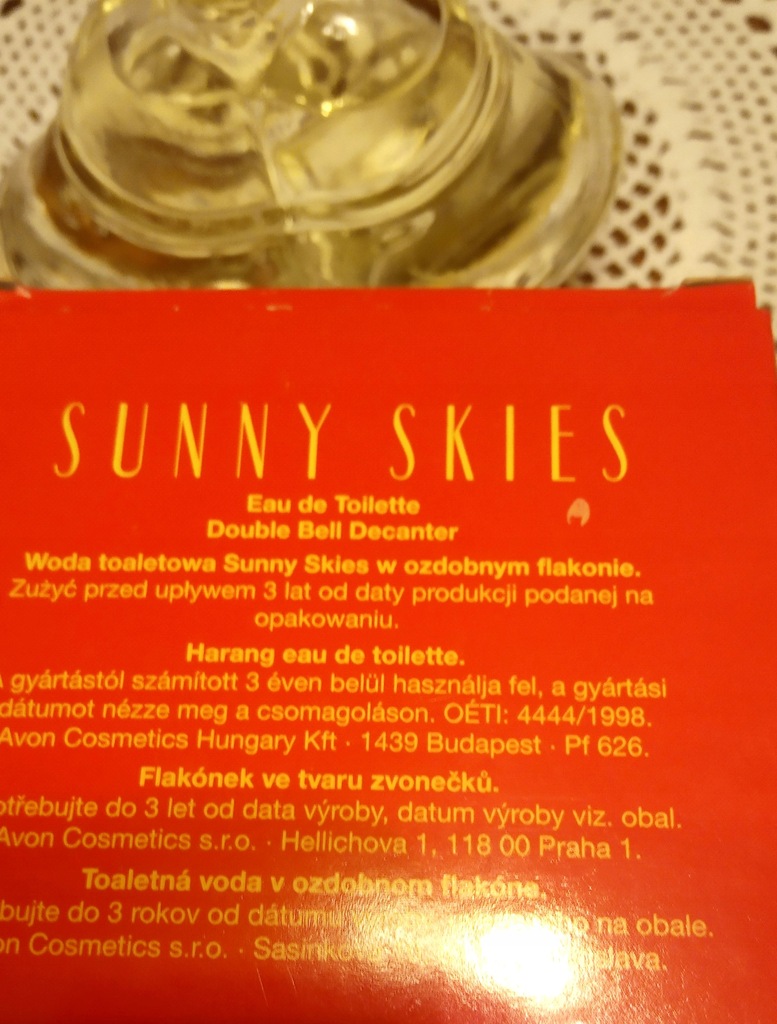 SUNNY SKIES
Eau de Toilette
Double Bell Decanter
Woda toaletowa Sunny Skies w ozdobnym flakonie.
Zużyć przed upływem 3 lat od daty produkcji podanej na
opakowaniu.
Harang eau de toilette.
A gyártástól számított 3 éven belül használja fel, a gyártási
dátumot nézze meg a csomagoláson. OÉTI: 4444/1998.
Avon Cosmetics Hungary Kft · 1439 Budapest · Pf 626.
Flakónek ve tvaru zvonečků.
otřebujte do 3 let od data výroby, datum výroby viz. obal.
Avon Cosmetics s.r.o. · Hellichova 1, 118 00 Praha 1.
Toaletná voda v ozdobnom flakóne.
bujte do 3 rokov od dátumu na obale.
on Cosmetics s.r.o. ·